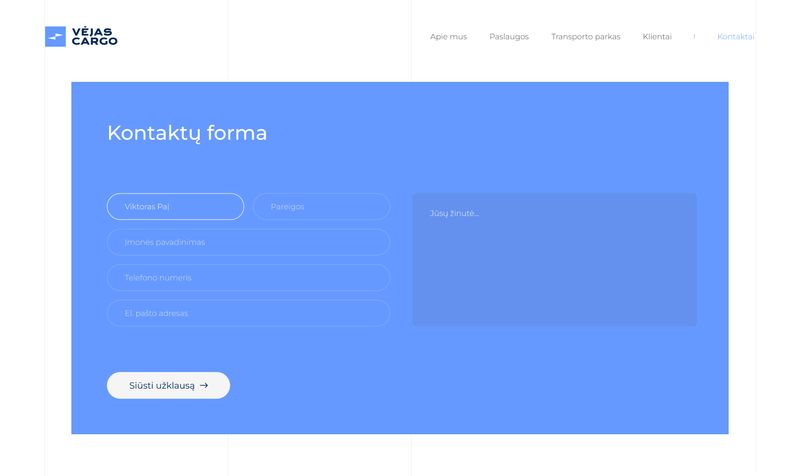 VĖJAS
CARGO
Apie mus Paslaugos Transporto parkas Klientai Kontaktai
Kontaktų forma
Viktoras Pa|
Pareigos
Jūsų žinutė...
Įmonės pavadinimas
Telefono numeris
El. pašto adresas
Siūsti užklausą →